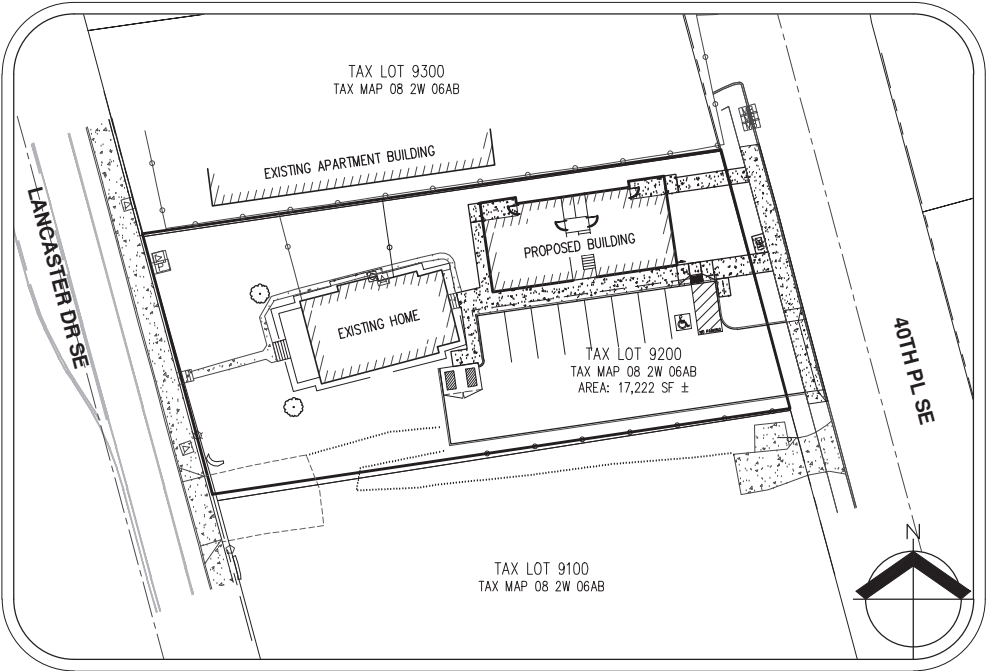 TAX LOT 9300
TAX MAP 08 2W 06AB
EXISTING APARTMENT BUILDING
LANCASTER DR SE
PROPOSED BUILDING
EXISTING HOME
NO PARKING
TAX LOT 9200
TAX MAP 08 2W 06AB
AREA: 17,222 SF ±
40TH PL SE
TAX LOT 9100
TAX MAP 08 2W 06AB
N